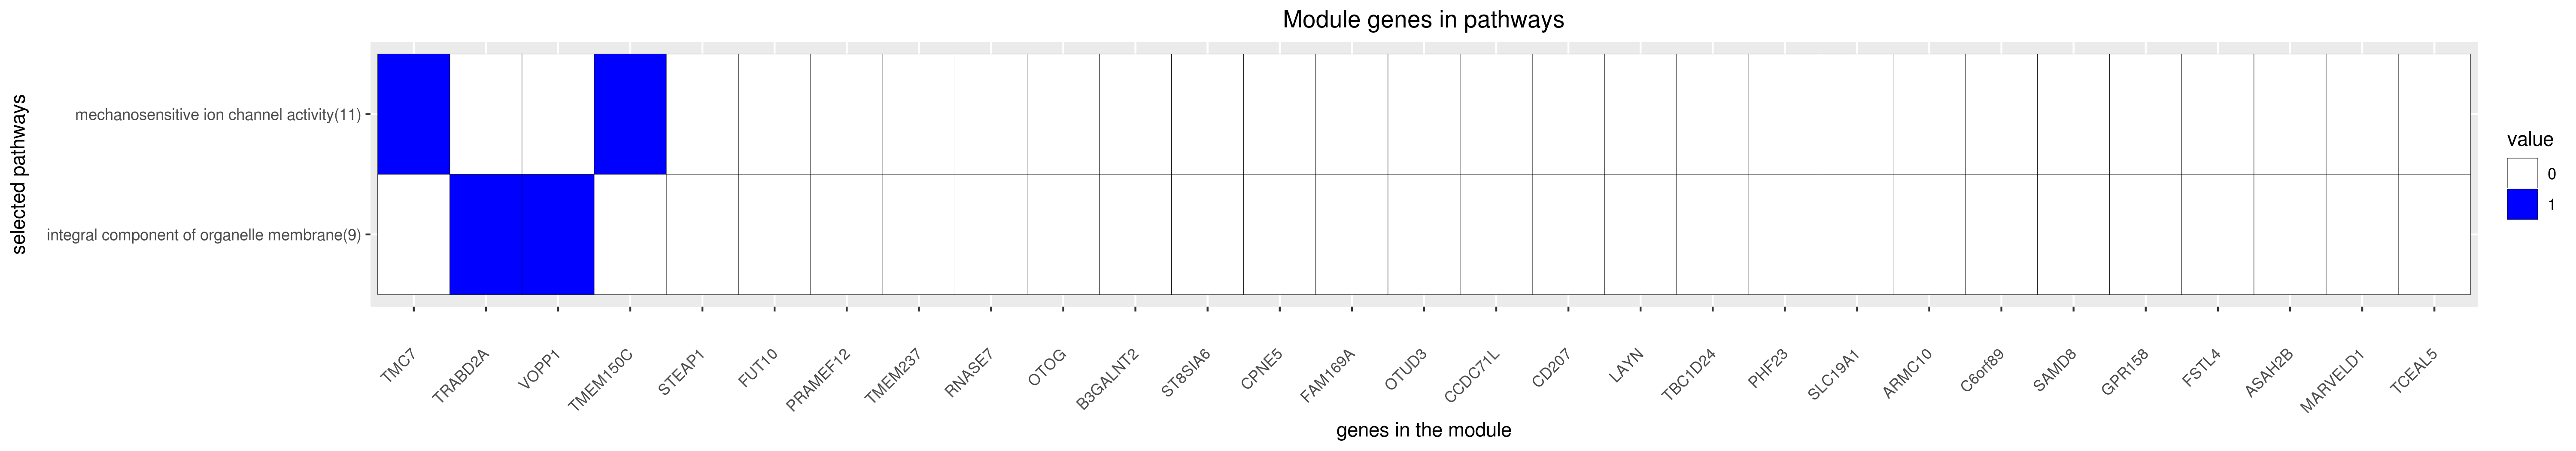 Module genes in pathways
selected pathways
mechanosensitive ion channel activity(11)
integral component of organelle membrane(9)
value
0
1
TMC7
TRABD2A
VOPP1
TMEM150C
STEAP1
FUT10
PRAMEF12
TMEM237
RNASE7
OTOG
B3GALNT2
ST8SIA6
CPNE5
FAM169A
OTUD3
CCDC71L
CD207
LAYN
TBC1D24
PHF23
SLC19A1
ARMC10
C6orf89
SAMD8
GPR158
FSTL4
ASAH2B
MARVELD1
TCEAL5
genes in the module